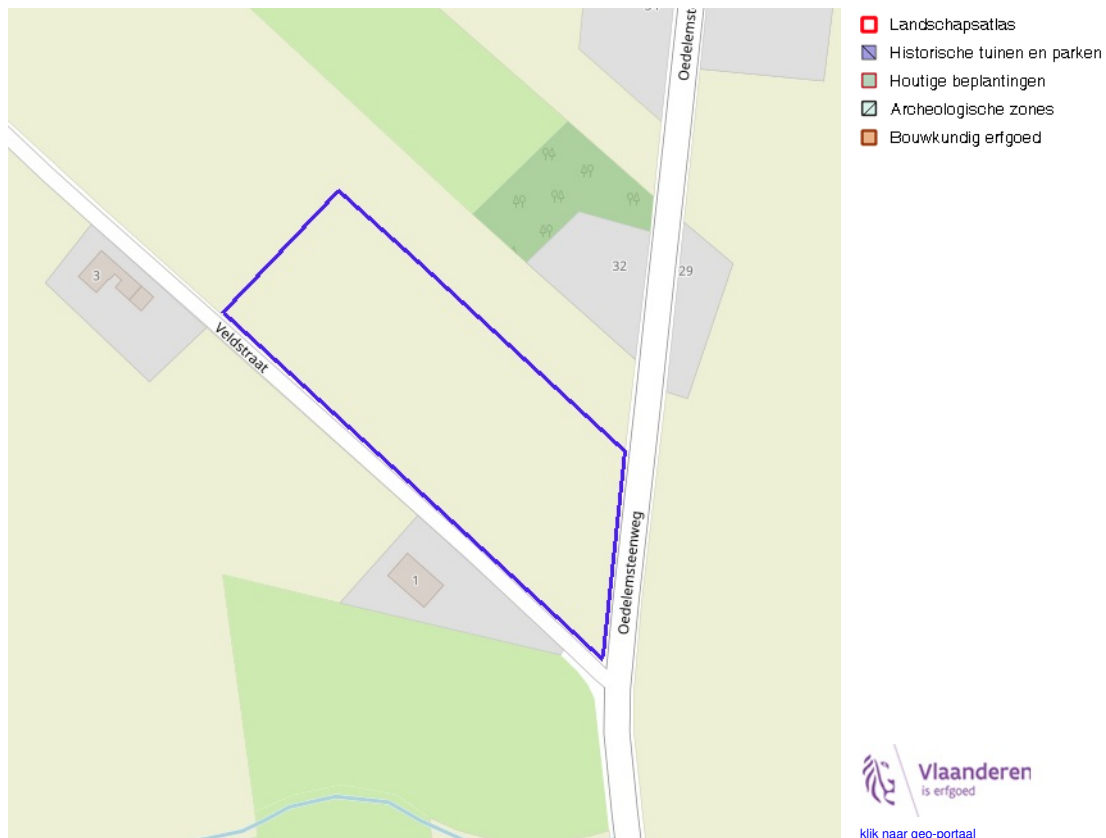 Landschapsatlas
Historische tuinen en parken
Houtige beplantingen
Archeologische zones
Bouwkundig erfgoed
Oedelemst
3
32
29
Veldstraat
1
Oedelemsteenweg
Vlaanderen
is erfgoed
klik naar geo-portaal